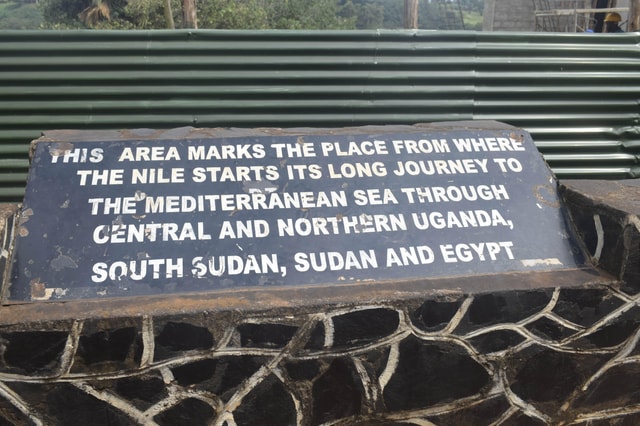 THIS AREA MARKS THE PLACE FROM WHERE
THE NILE STARTS ITS LONG JOURNEY TO
THE MEDITERRANEAN SEA THROUGH
CENTRAL AND NORTHERN UGANDA,
SOUTH SUDAN, SUDAN AND EGYPT